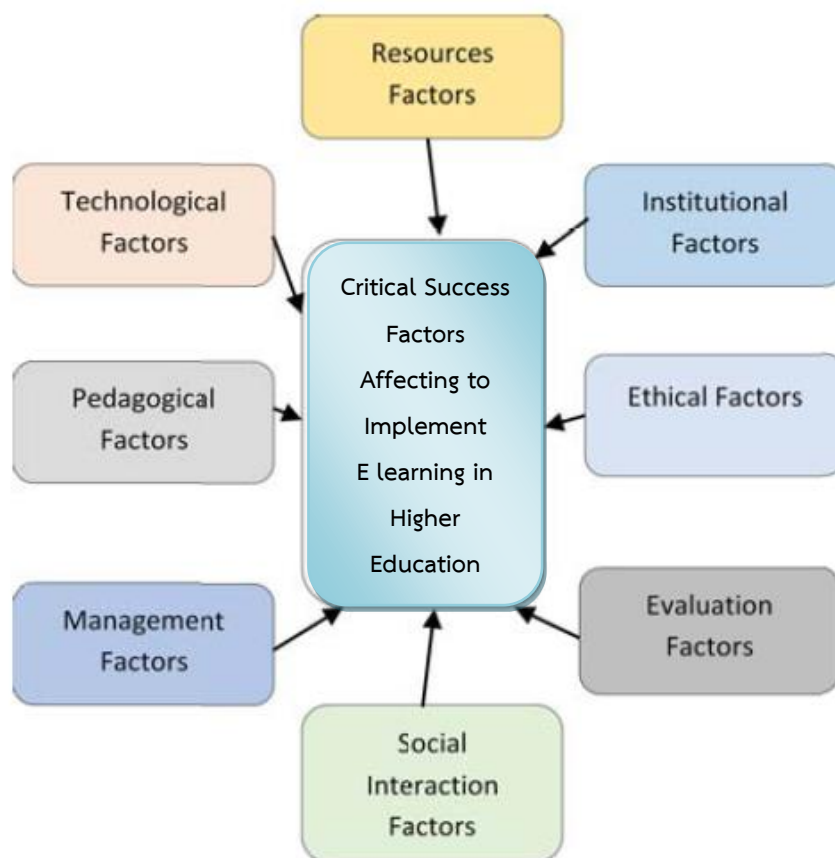 Resources
Factors
Technological
Factors
Institutional
Factors
Critical Success
Factors
Affecting to
Implement
E learning in
Higher
Education
Pedagogical
Factors
Ethical Factors
Management
Factors
Evaluation
Factors
Social
Interaction
Factors